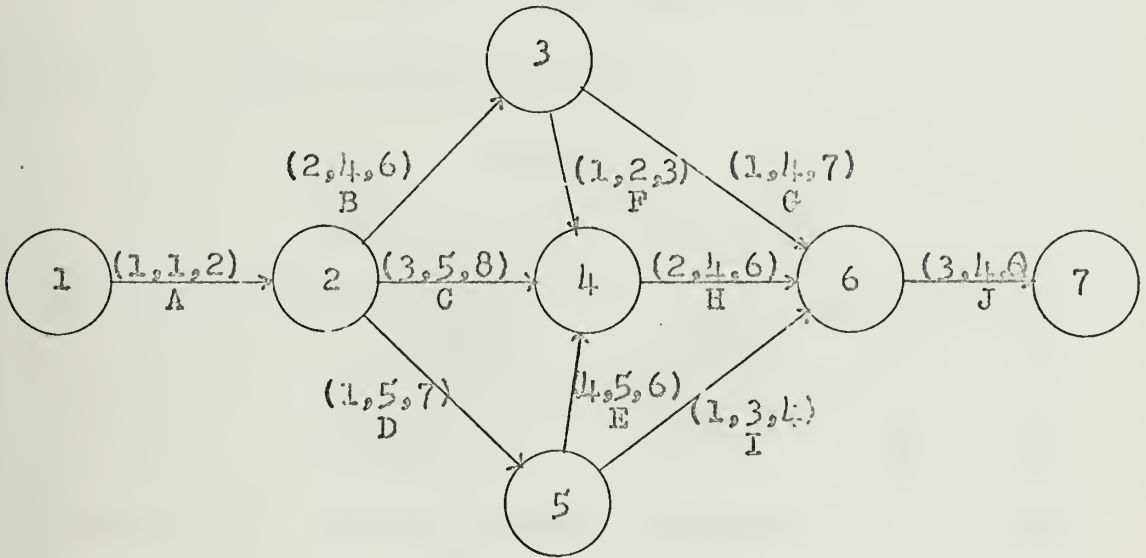 3
(2,4,6)
B
(1,2,3)
F
(1,4,7)
G
1
(1,1,2)
A
2
(3,5,8)
C
4
(2,4,6)
H
6
J
7
(1,5,7)
D
4,5,6)
E
(1,3,4)
I
5